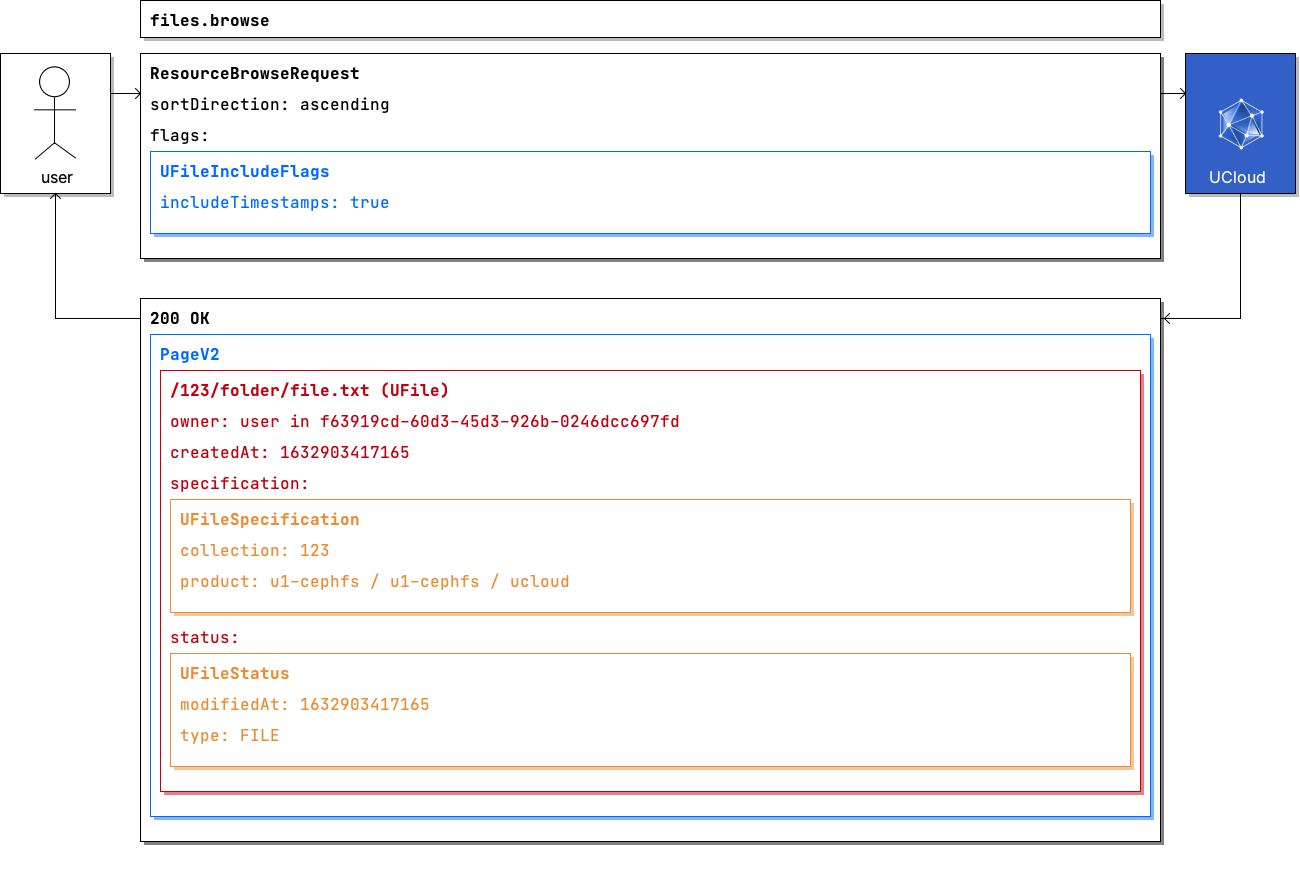 files.browse
ResourceBrowseRequest
sortDirection: ascending
flags:
UFileIncludeFlags
includeTimestamps: true
user
UCloud
200 OK
PageV2
/123/folder/file.txt (UFile)
owner: user in f63919cd-60d3-45d3-926b-0246dcc697fd
createdAt: 1632903417165
specification:
UFileSpecification
collection: 123
product: u1-cephfs / u1-cephfs / ucloud
status:
UFileStatus
modifiedAt: 1632903417165
type: FILE